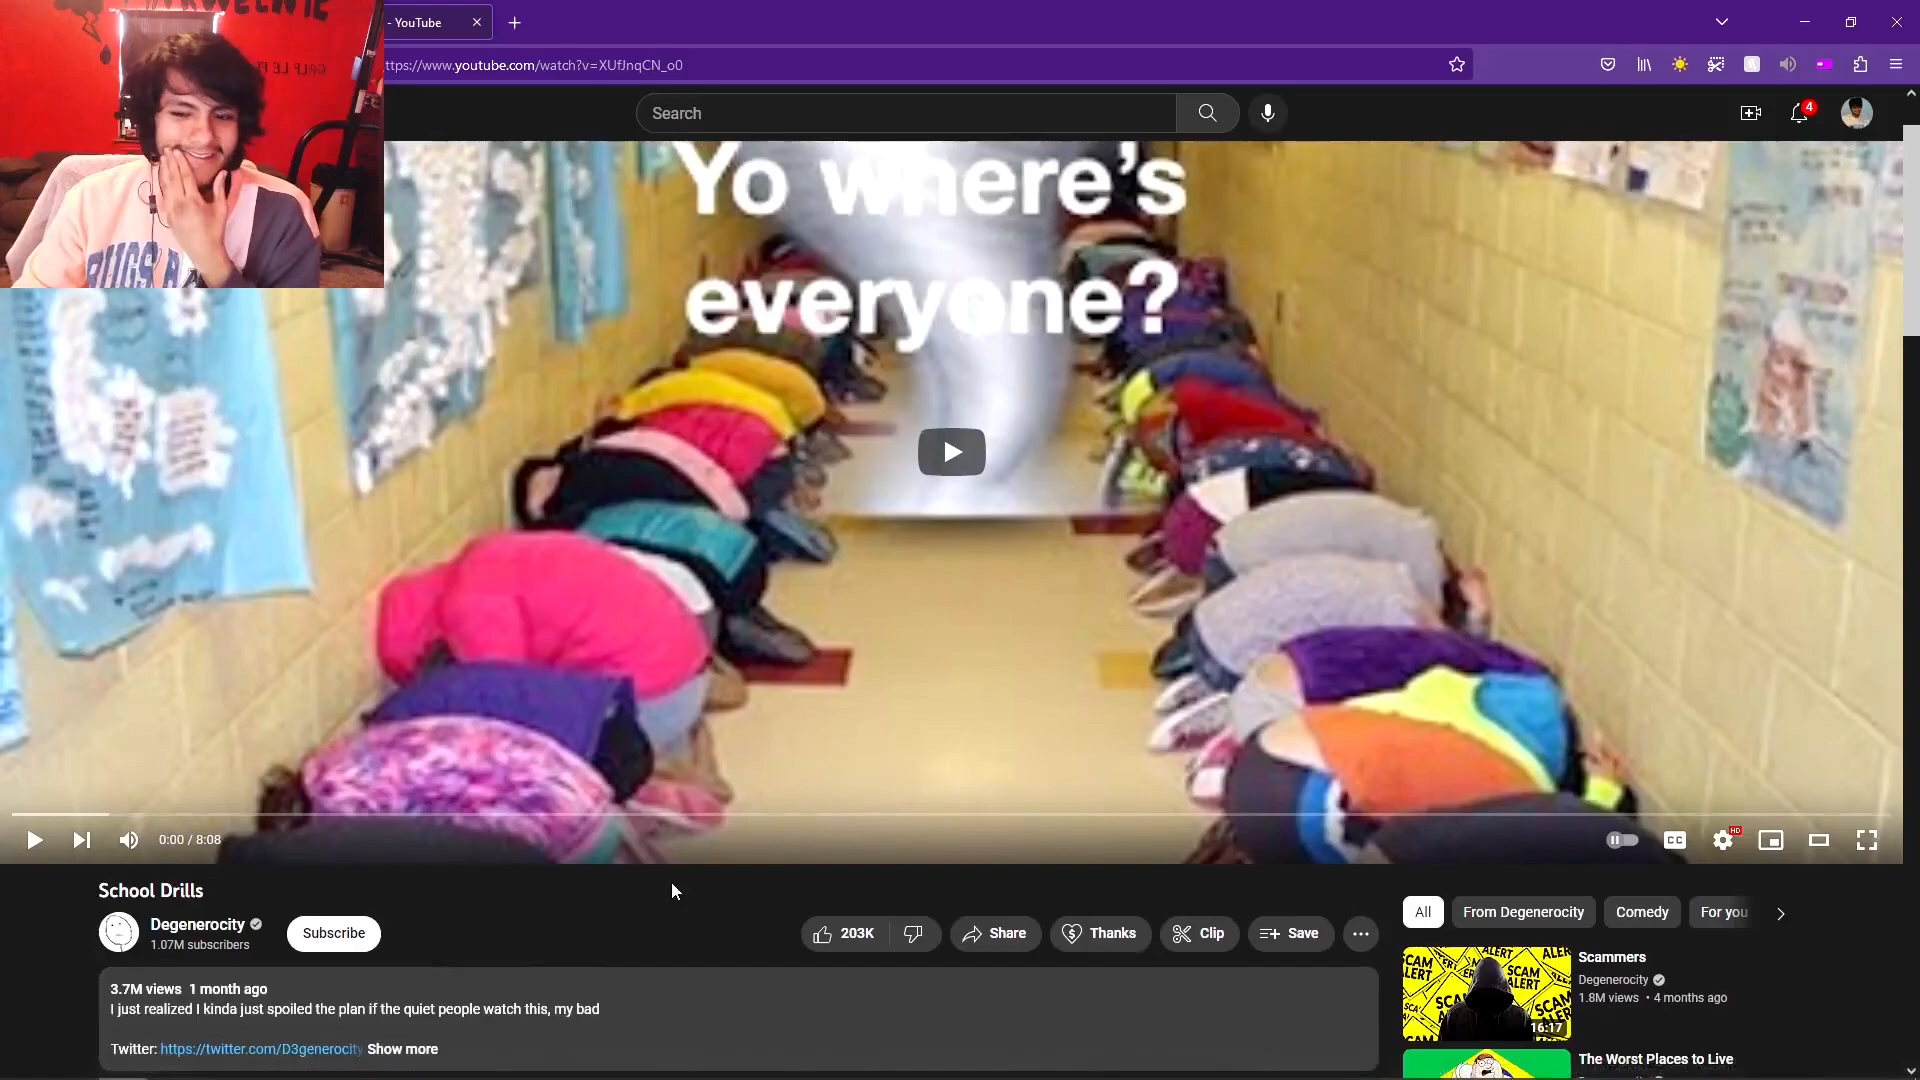 - YouTube
ttps://www.youtube.com/watch?v=XUfJnqCN_o0
Search
4
Yo where's
everyone?
0:00 / 8:08
CC
HD
School Drills
Degenerocity
1.07M subscribers
Subscribe
203K
Share
Thanks
Clip
Save
3.7M views 1 month ago
I just realized I kinda just spoiled the plan if the quiet people watch this, my bad
Twitter: https://twitter.com/D3generocity Show more
All
From Degenerocity
Comedy
For you
SCAM
ALERT
16:17
Scammers
Degenerocity
1.8M views • 4 months ago
The Worst Places to Live